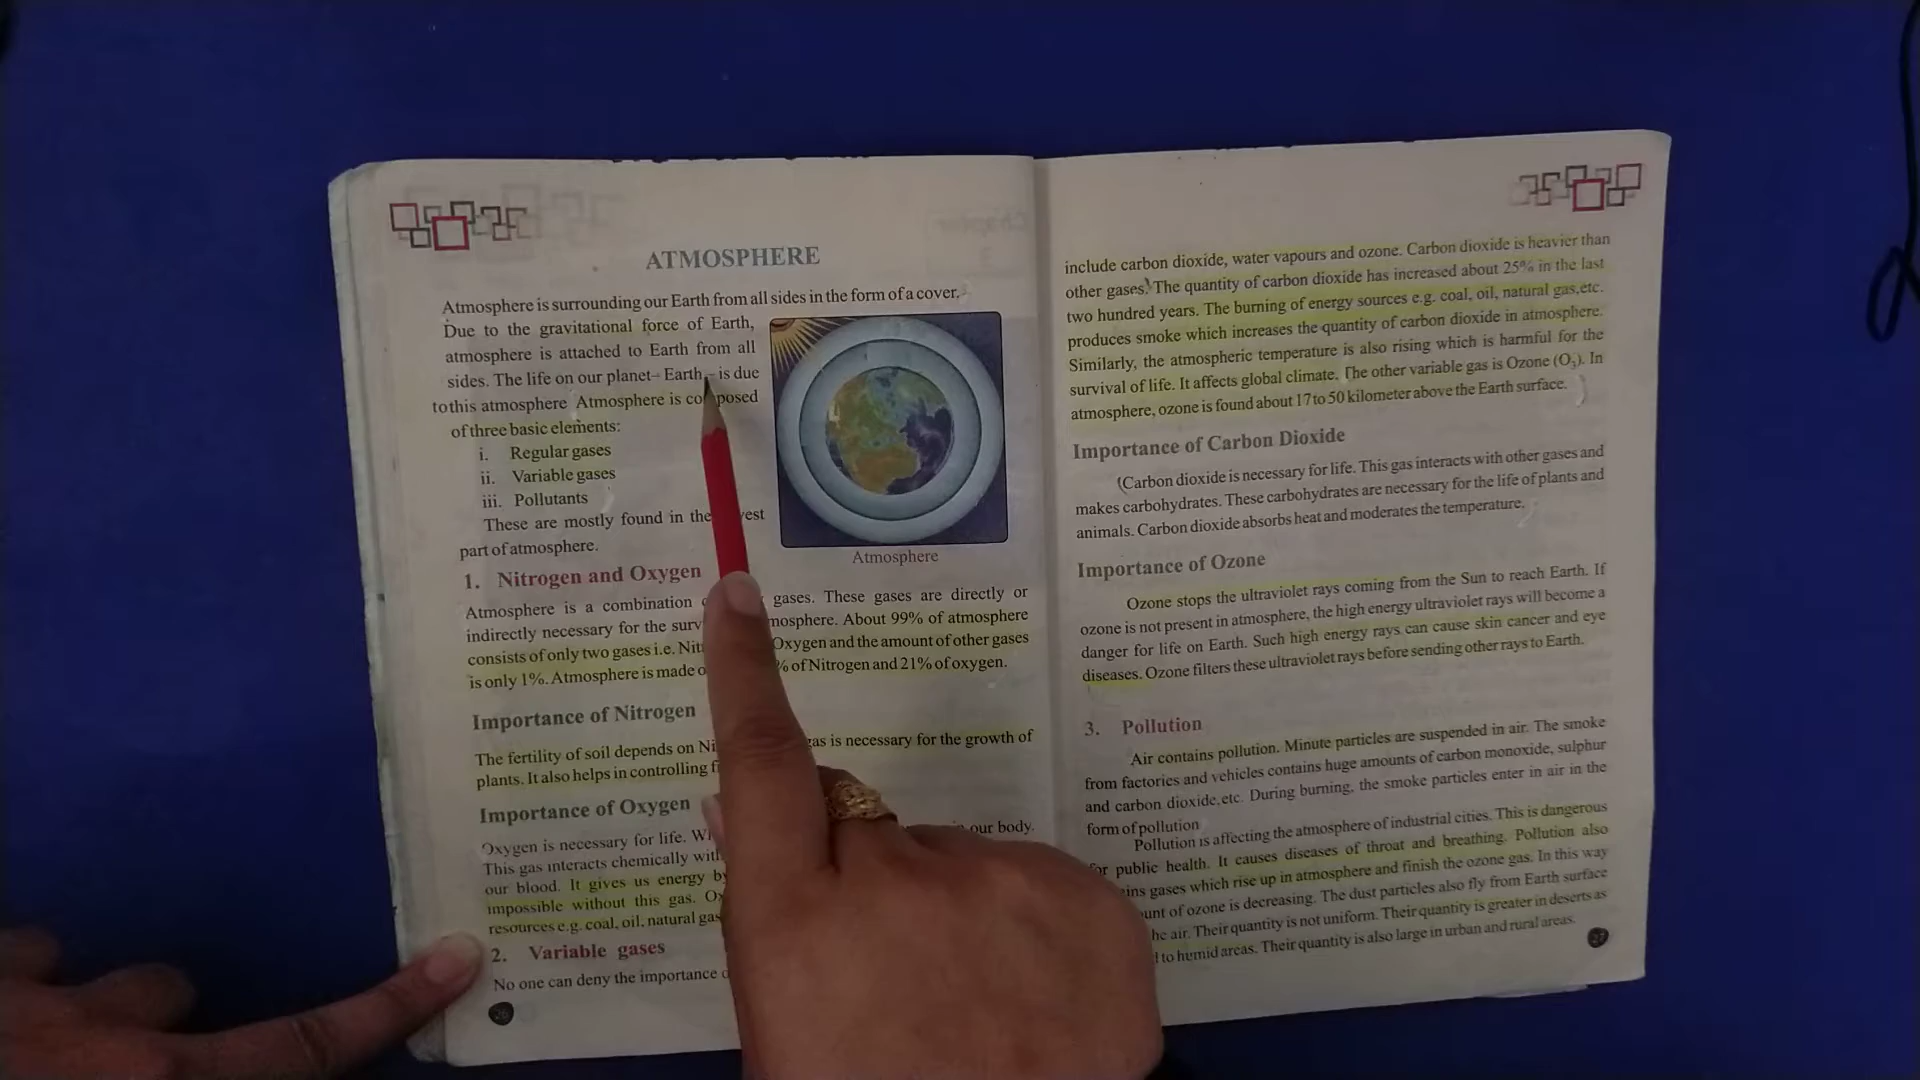 ATMOSPHERE
Atmosphere is surrounding our Earth from all sides in the form of a cover.
Due to the gravitational force of Earth,
atmosphere is attached to Earth from all
sides. The life on our planet- Earth,- is due
to this atmosphere Atmosphere is composed
of three basic elements:
i. Regular gases
ii. Variable gases
iii. Pollutants
These are mostly found in the
part of atmosphere.
Atmosphere
1. Nitrogen and Oxygen
Atmosphere is a combination gases. These gases are directly or
indirectly necessary for the About 99% of atmosphere
consists of only two gases i.e. Oxygen and the amount of other gases
is only 1%. Atmosphere is made of Nitrogen and 21% of oxygen.
Importance of Nitrogen
The fertility of soil depends on is necessary for the growth of
plants. It also helps in controlling
Importance of Oxygen
Oxygen is necessary for life. our body.
This gas interacts chemically with
our blood. It gives us energy by
impossible without this gas.
resources e.g. coal, oil, natural gas
2. Variable gases
No one can deny the importance
26
include carbon dioxide, water vapours and ozone. Carbon dioxide is heavier than
other gases. The quantity of carbon dioxide has increased about 25% in the last
two hundred years. The burning of energy sources e.g. coal, oil, natural gas,etc.
produces smoke which increases the quantity of carbon dioxide in atmosphere.
Similarly, the atmospheric temperature is also rising which is harmful for the
survival of life. It affects global climate. The other variable gas is Ozone (O3). In
atmosphere, ozone is found about 17 to 50 kilometer above the Earth surface.
Importance of Carbon Dioxide
(Carbon dioxide is necessary for life. This gas interacts with other gases and
makes carbohydrates. These carbohydrates are necessary for the life of plants and
animals. Carbon dioxide absorbs heat and moderates the temperature.
Importance of Ozone
Ozone stops the ultraviolet rays coming from the Sun to reach Earth. If
ozone is not present in atmosphere, the high energy ultraviolet rays will become a
danger for life on Earth. Such high energy rays can cause skin cancer and eye
diseases. Ozone filters these ultraviolet rays before sending other rays to Earth.
3. Pollution
Air contains pollution. Minute particles are suspended in air. The smoke
from factories and vehicles contains huge amounts of carbon monoxide, sulphur
and carbon dioxide,etc. During burning, the smoke particles enter in air in the
form of pollution
Pollution is affecting the atmosphere of industrial cities. This is dangerous
for public health. It causes diseases of throat and breathing. Pollution also
gases which rise up in atmosphere and finish the ozone gas. In this way
of ozone is decreasing. The dust particles also fly from Earth surface
air. Their quantity is not uniform. Their quantity is greater in deserts as
to humid areas. Their quantity is also large in urban and rural areas.
27